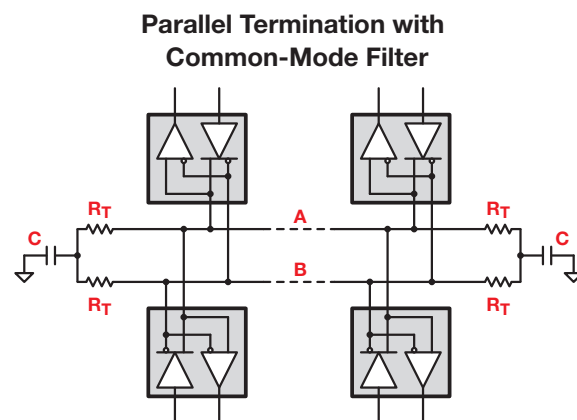 Parallel Termination with
Common-Mode Filter
RT
A
RT
C
C
B
RT
RT